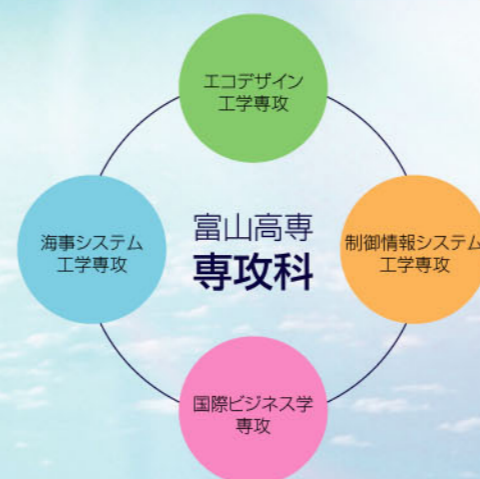 エコデザイン
工学専攻
富山高専
専攻科
海事システム
工学専攻
制御情報システム
工学専攻
国際ビジネス学
専攻